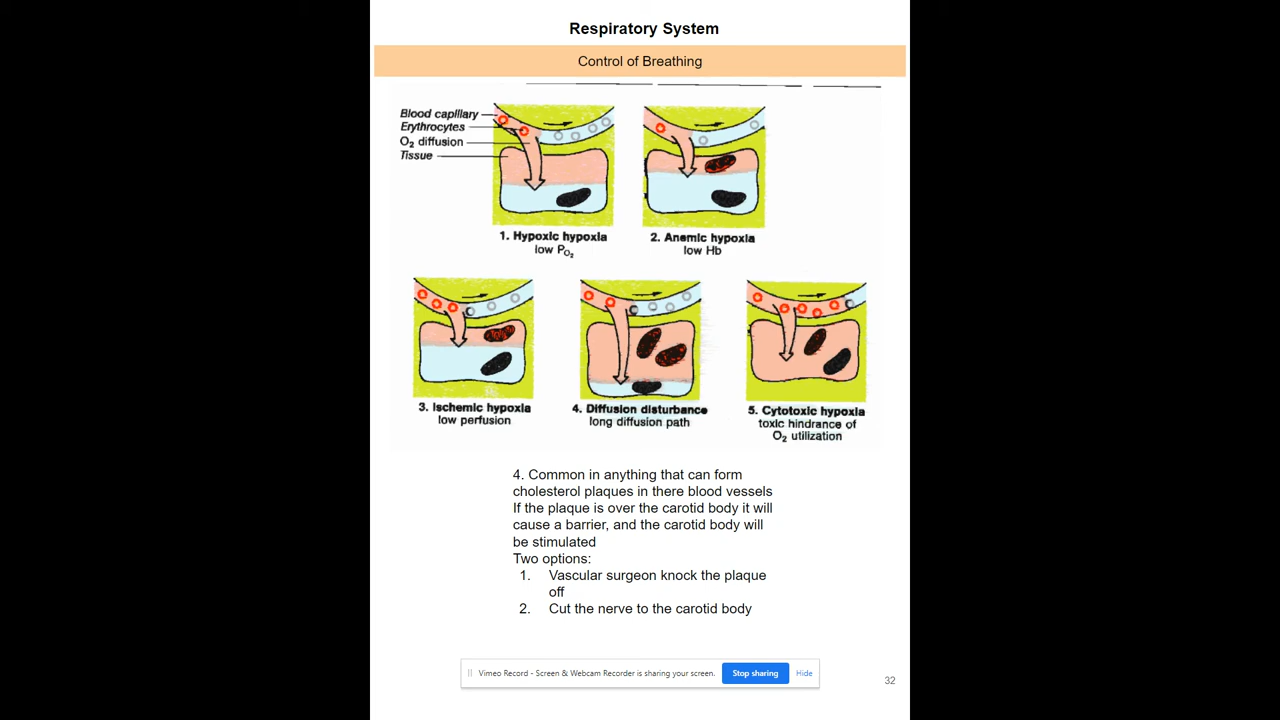 Respiratory System
Control of Breathing
Blood capillary
Erythrocytes
O₂ diffusion
Tissue
1. Hypoxic hypoxia
low P₀₂
2. Anemic hypoxia
low Hb
3. Ischemic hypoxia
low perfusion
4. Diffusion disturbance
long diffusion path
5. Cytotoxic hypoxia
toxic hindrance of
O₂ utilization
4. Common in anything that can form
cholesterol plaques in there blood vessels
If the plaque is over the carotid body it will
cause a barrier, and the carotid body will
be stimulated
Two options:
1. Vascular surgeon knock the plaque
off
2. Cut the nerve to the carotid body
Vimeo Record - Screen & Webcam Recorder is sharing your screen.
Stop sharing
Hide
32